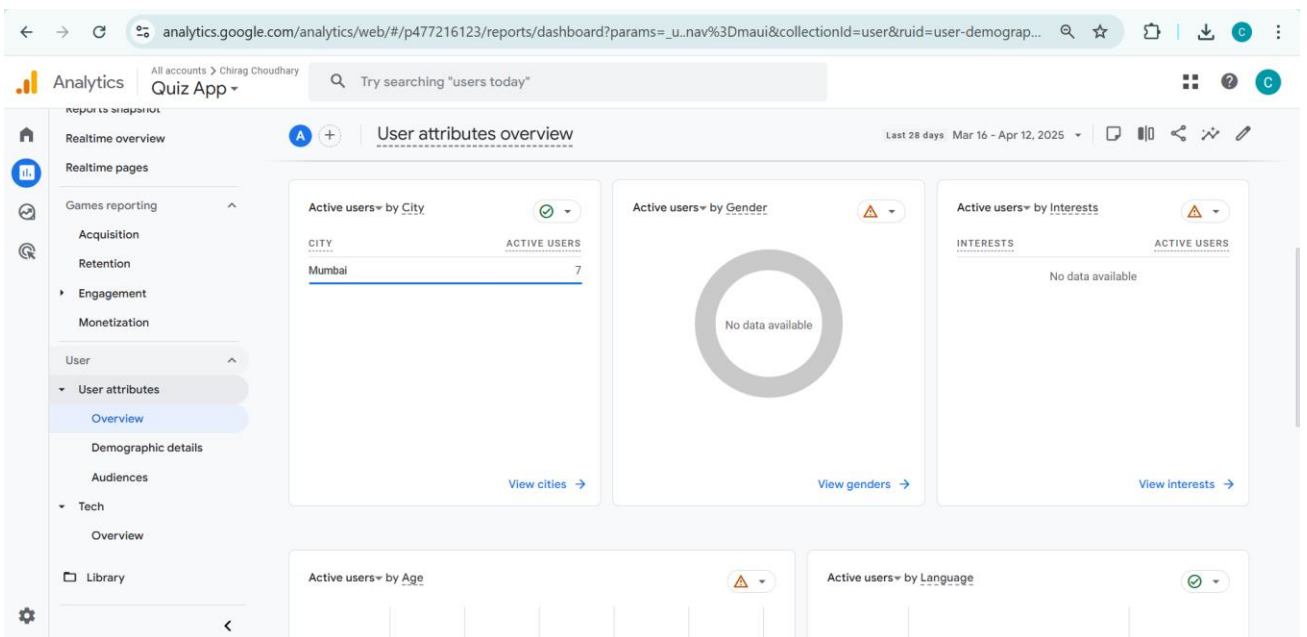 analytics.google.com/analytics/web/#/p477216123/reports/dashboard?params=_u..nav%3Dmaui&collectionId=user&ruid=user-demograp...
C
Analytics
All accounts > Chirag Choudhary
Quiz App
Try searching "users today"
C
Reports snapshot
Realtime overview
Realtime pages
Games reporting
Acquisition
Retention
Engagement
Monetization
User
User attributes
Overview
Demographic details
Audiences
Tech
Overview
Library
A
User attributes overview
Last 28 days Mar 16 - Apr 12, 2025
Active users by City
CITY ACTIVE USERS
Mumbai 7
View cities
Active users by Gender
No data available
View genders
Active users by Interests
INTERESTS ACTIVE USERS
No data available
View interests
Active users by Age
Active users by Language